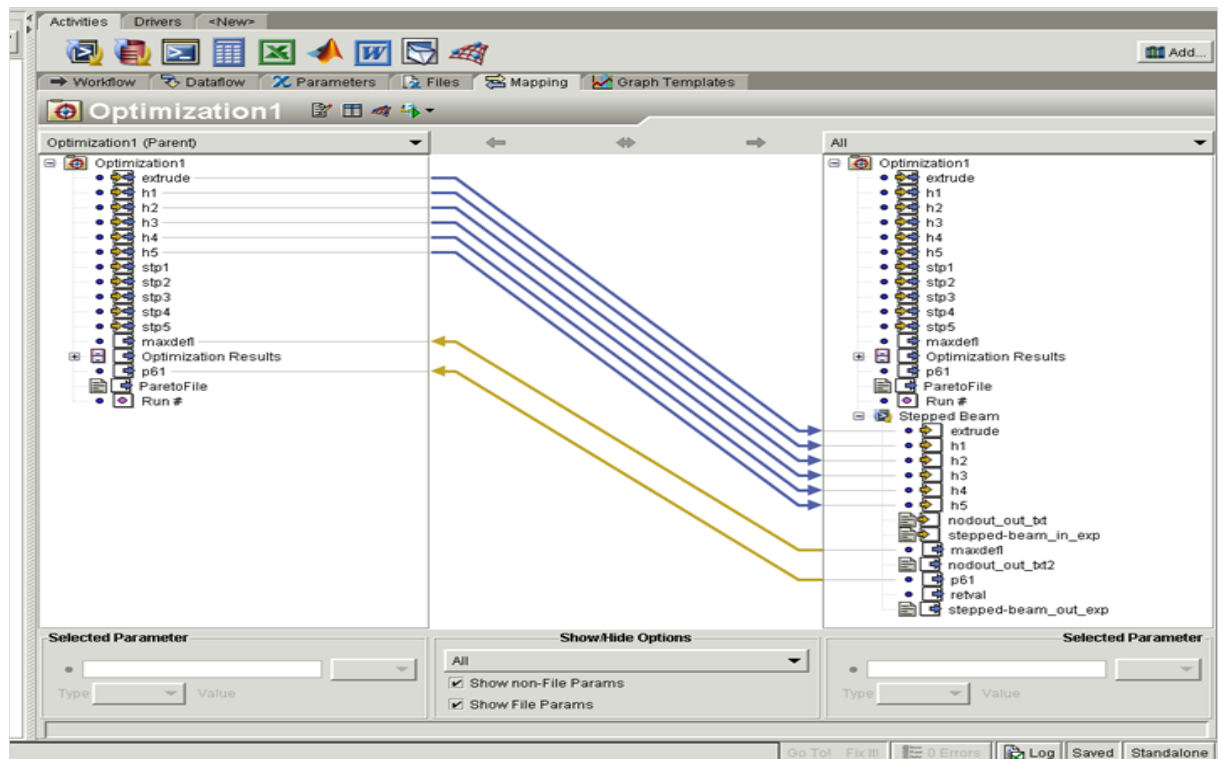 Activities Drivers <New>
Add...
Workflow Dataflow Parameters Files Mapping Graph Templates
Optimization1
Optimization1 (Parent) All
Optimization1
extrude
h1
h2
h3
h4
h5
stp1
stp2
stp3
stp4
stp5
maxdefl
Optimization Results
p61
ParetoFile
Run #
Optimization1
extrude
h1
h2
h3
h4
h5
stp1
stp2
stp3
stp4
stp5
maxdefl
Optimization Results
p61
ParetoFile
Run #
Stepped Beam
extrude
h1
h2
h3
h4
h5
nodout_out_txt
stepped-beam_in_exp
maxdefl
nodout_out_txt2
p61
retval
stepped-beam_out_exp
Selected Parameter
Type Value
Show/Hide Options
All
Show non-File Params
Show File Params
Selected Parameter
Type Value
Go To! Fix It! 0 Errors Log Saved Standalone